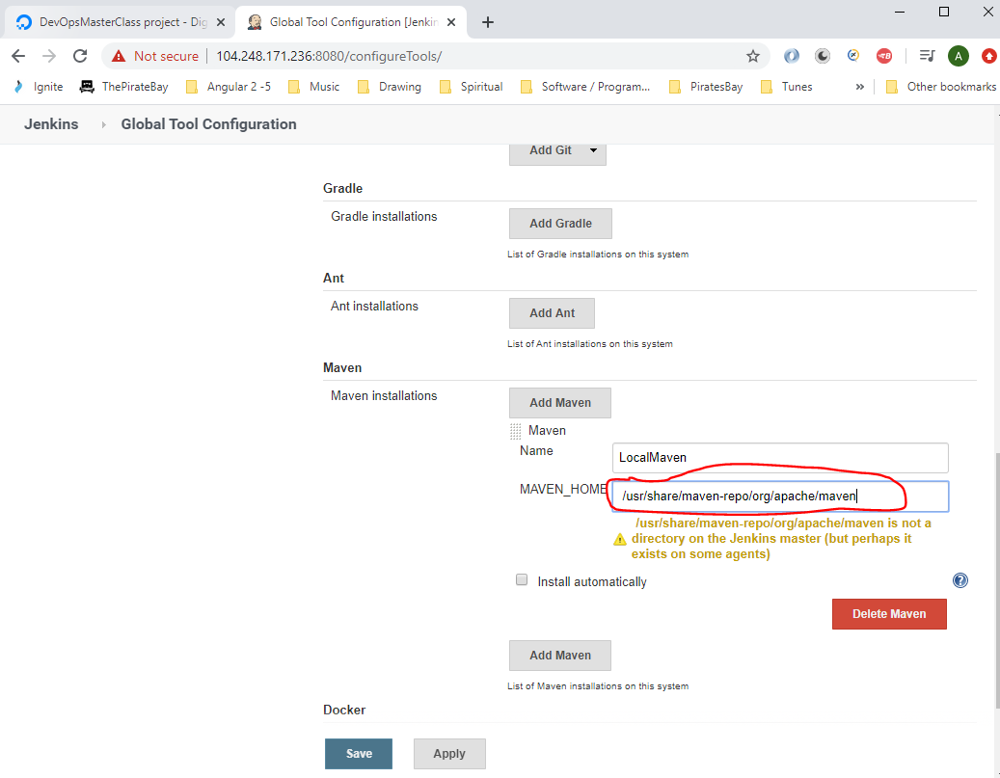 DevOpsMasterClass project - Dig
Global Tool Configuration [Jenkin
Not secure
104.248.171.236:8080/configureTools/
A
Ignite
ThePirateBay
Angular 2 -5
Music
Drawing
Spiritual
Software / Program...
PiratesBay
Tunes
»
Other bookmarks
Jenkins
Global Tool Configuration
Add Git
Gradle
Gradle installations
Add Gradle
List of Gradle installations on this system
Ant
Ant installations
Add Ant
List of Ant installations on this system
Maven
Maven installations
Add Maven
Maven
Name
LocalMaven
MAVEN_HOME
/usr/share/maven-repo/org/apache/maven
/usr/share/maven-repo/org/apache/maven is not a
directory on the Jenkins master (but perhaps it
exists on some agents)
Install automatically
?
Delete Maven
Add Maven
List of Maven installations on this system
Docker
Save
Apply